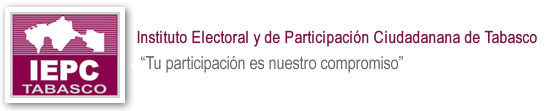 IEPC
TABASCO
Instituto Electoral y de Participación Ciudadanana de Tabasco
“Tu participación es nuestro compromiso”